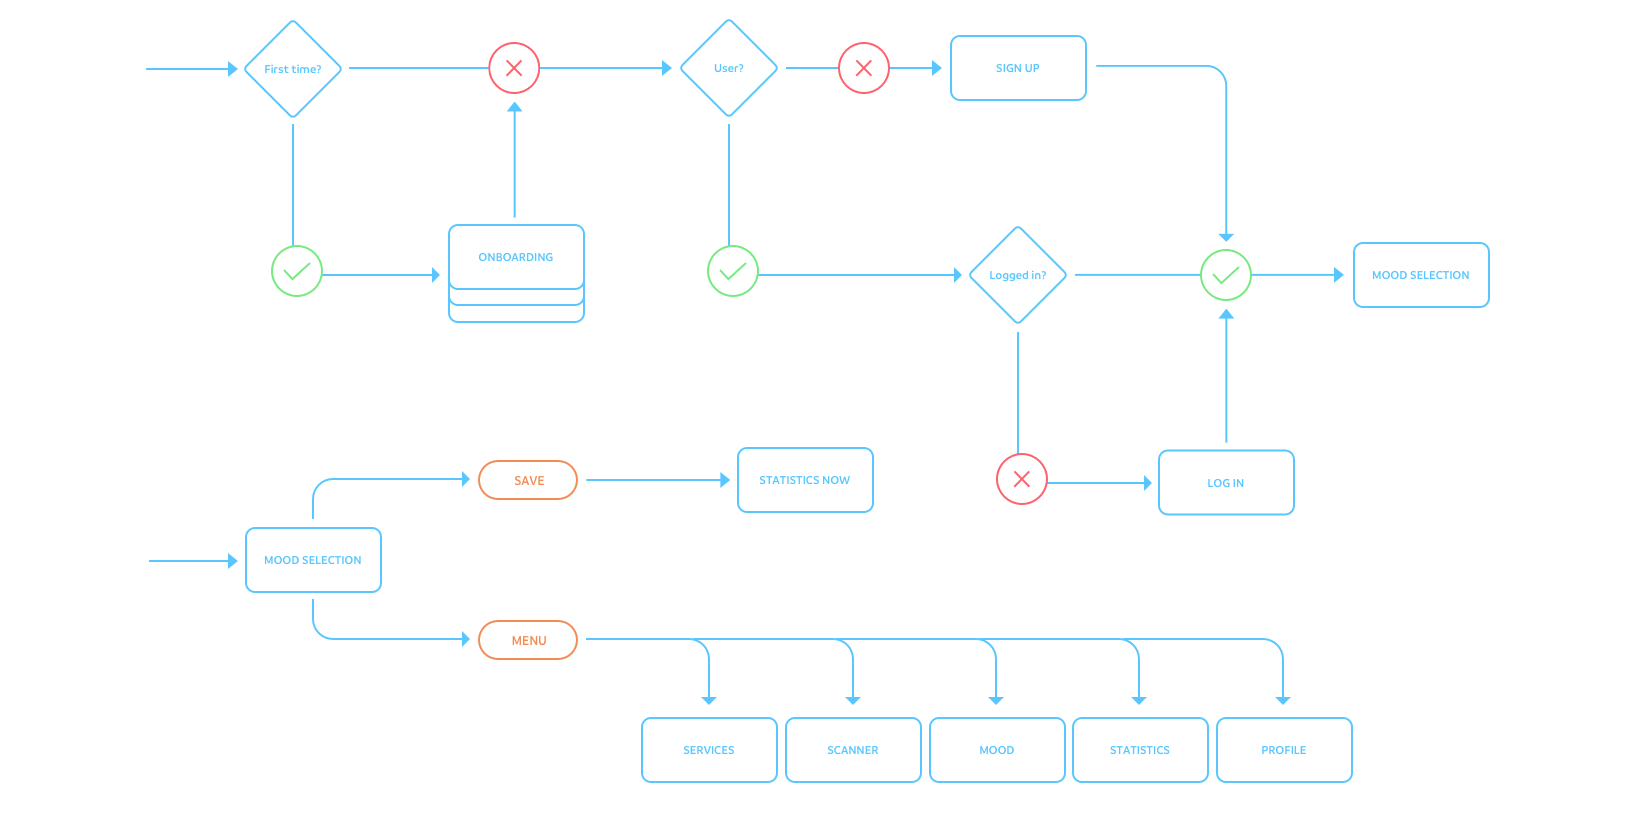 First time?
User?
SIGN UP
ONBOARDING
Logged in?
MOOD SELECTION
LOG IN
SAVE
STATISTICS NOW
MOOD SELECTION
MENU
SERVICES
SCANNER
MOOD
STATISTICS
PROFILE